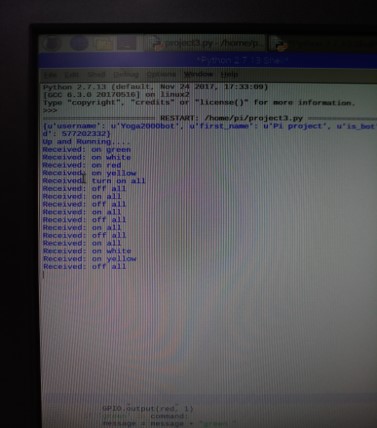 project3.py - /home/p...
*Python 2.7.13 Shell*
File Edit Shell Debug Options Window Help
Python 2.7.13 (default, Nov 24 2017, 17:33:09)
[GCC 6.3.0 20170516] on linux2
Type "copyright", "credits" or "license()" for more information.
>>>
RESTART: /home/pi/project3.py
{u'username': u'Yoga2000bot', u'first_name': u'Pi project', u'is_bot
d': 577202332}
Up and Running....
Received: on green
Received: on white
Received: on red
Received: on yellow
Received: turn on all
Received: off all
Received: on all
Received: off all
Received: on all
Received: off all
Received: on all
Received: off all
Received: on all
Received: on white
Received: on yellow
Received: off all
GPIO.output(red, 1)
command:
message = message + "green